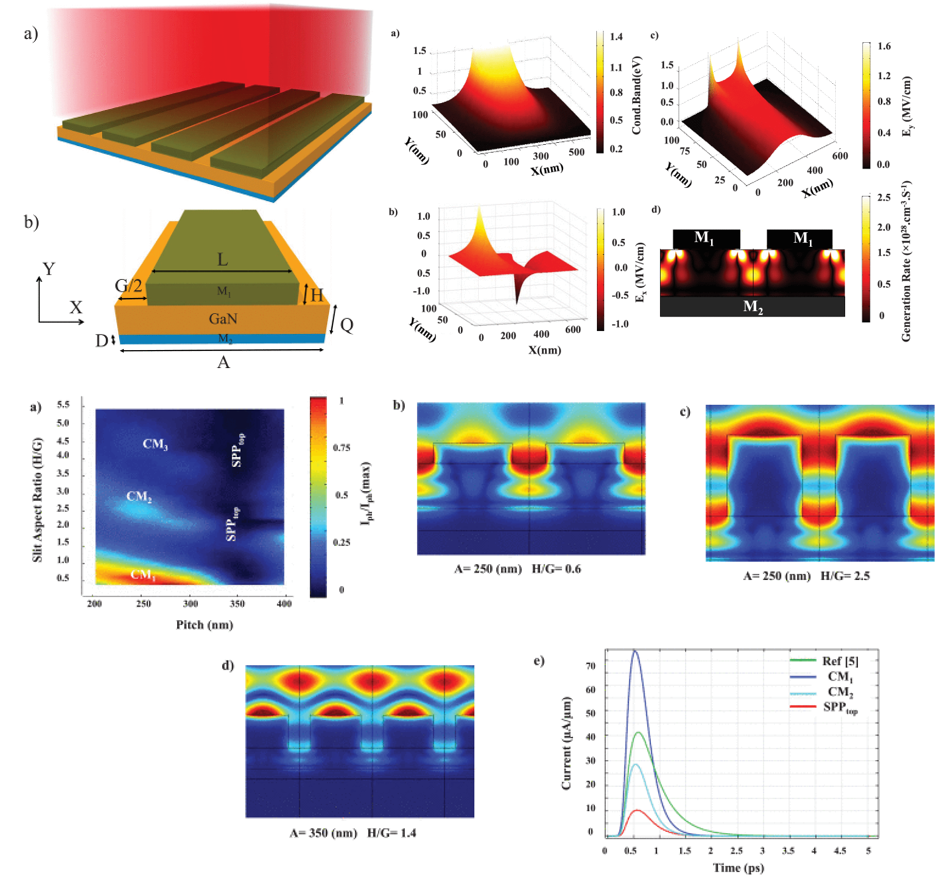 a)
b)
Y
X
L
G/2
M₁
H
GaN
Q
D
M₂
A
a)
1.5
1.0
0.5
100
50
0
Y(nm)
0 100 300 500
X(nm)
1.4
1.0
0.6
0.2
Cond.Band(eV)
c)
1.5
1.0
0.5
0.0
100
75
50
25
0
Y(nm)
0 200 400 600
X(nm)
1.6
1.2
0.8
0.4
0.0
Eᵧ (MV/cm)
b)
1.0
0.5
0
0.5
1.0
100
50
0
Y(nm)
0 200 400 600
X(nm)
1.0
0.5
0.0
-0.5
-1.0
Eₓ (MV/cm)
d)
M₁ M₁
M₂
2.5
2.0
1.5
1.0
0.5
0
Generation Rate (×10²⁸.cm⁻³.S⁻¹)
a)
5.5
5.0
4.5
4.0
3.5
3.0
2.5
2.0
1.5
1.0
0.5
Slit Aspect Ratio (H/G)
CM₃
CM₂
CM₁
SPPtop
SPPtop
200 250 300 350 400
Pitch (nm)
1
0.75
0.5
0.25
0
Iph/Iph(max)
b)
A= 250 (nm) H/G= 0.6
c)
A= 250 (nm) H/G= 2.5
d)
A= 350 (nm) H/G= 1.4
e)
70
60
50
40
30
20
10
0
Current (µA/µm)
Ref [5]
CM₁
CM₂
SPPtop
0 0.5 1 1.5 2 2.5 3 3.5 4 4.5 5
Time (ps)